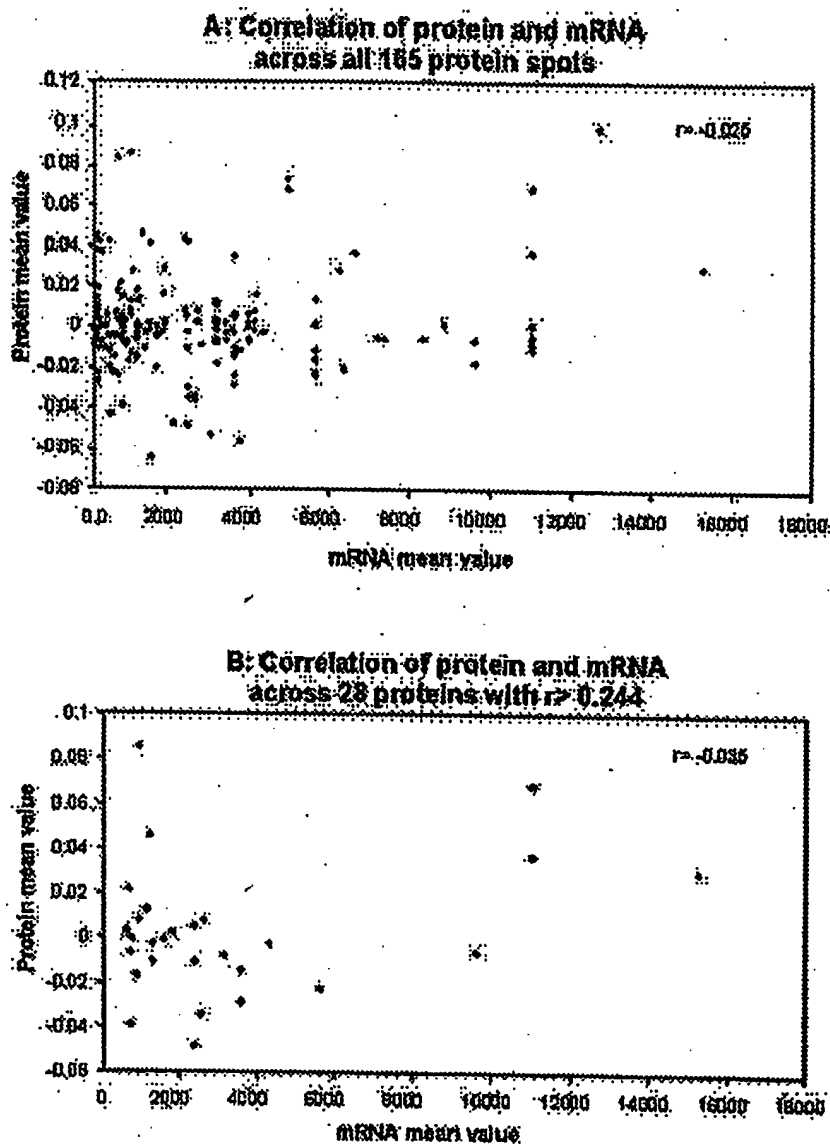 A: Correlation of protein and mRNA
across all 165 protein spots
0.12
0.1
0.08
0.06
0.04
0.02
0
-0.02
-0.04
-0.06
-0.08
Protein mean value
r= -0.025
0.0 2000 4000 6000 8000 10000 12000 14000 16000 18000
mRNA mean value
B: Correlation of protein and mRNA
across 28 proteins with r> 0.244
0.1
0.08
0.06
0.04
0.02
0
-0.02
-0.04
-0.06
Protein mean value
r= -0.035
0 2000 4000 6000 8000 10000 12000 14000 16000 18000
mRNA mean value